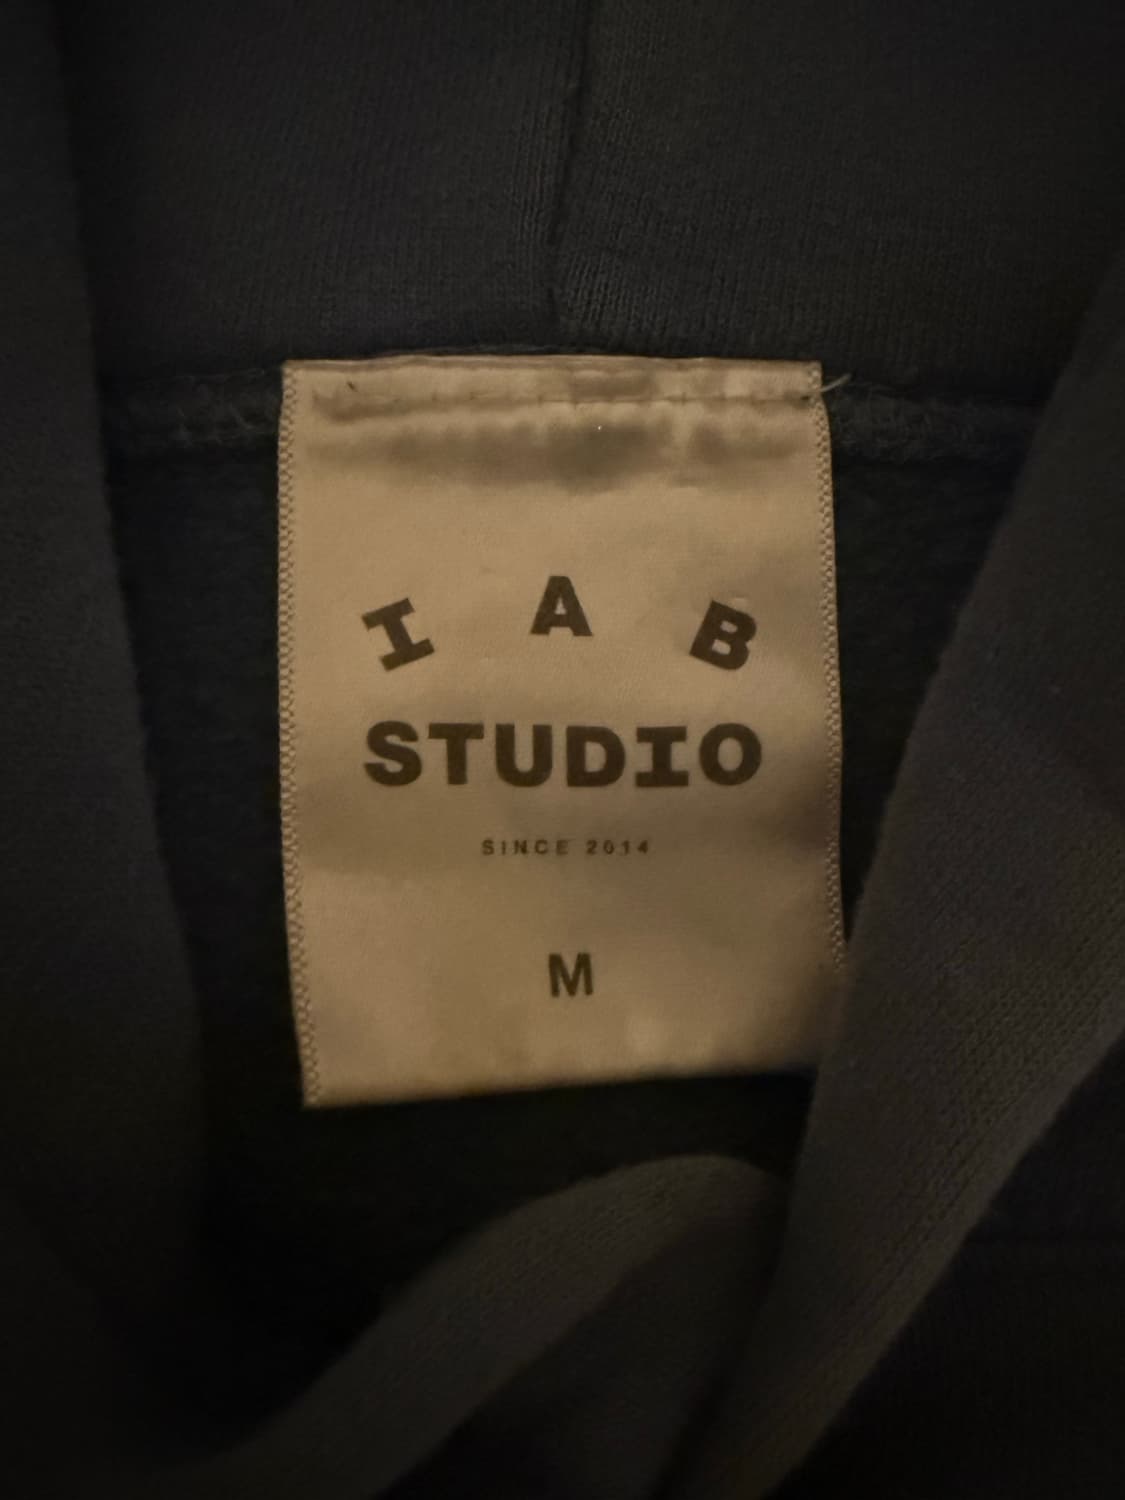 I A B
STUDIO
SINCE 2014
M